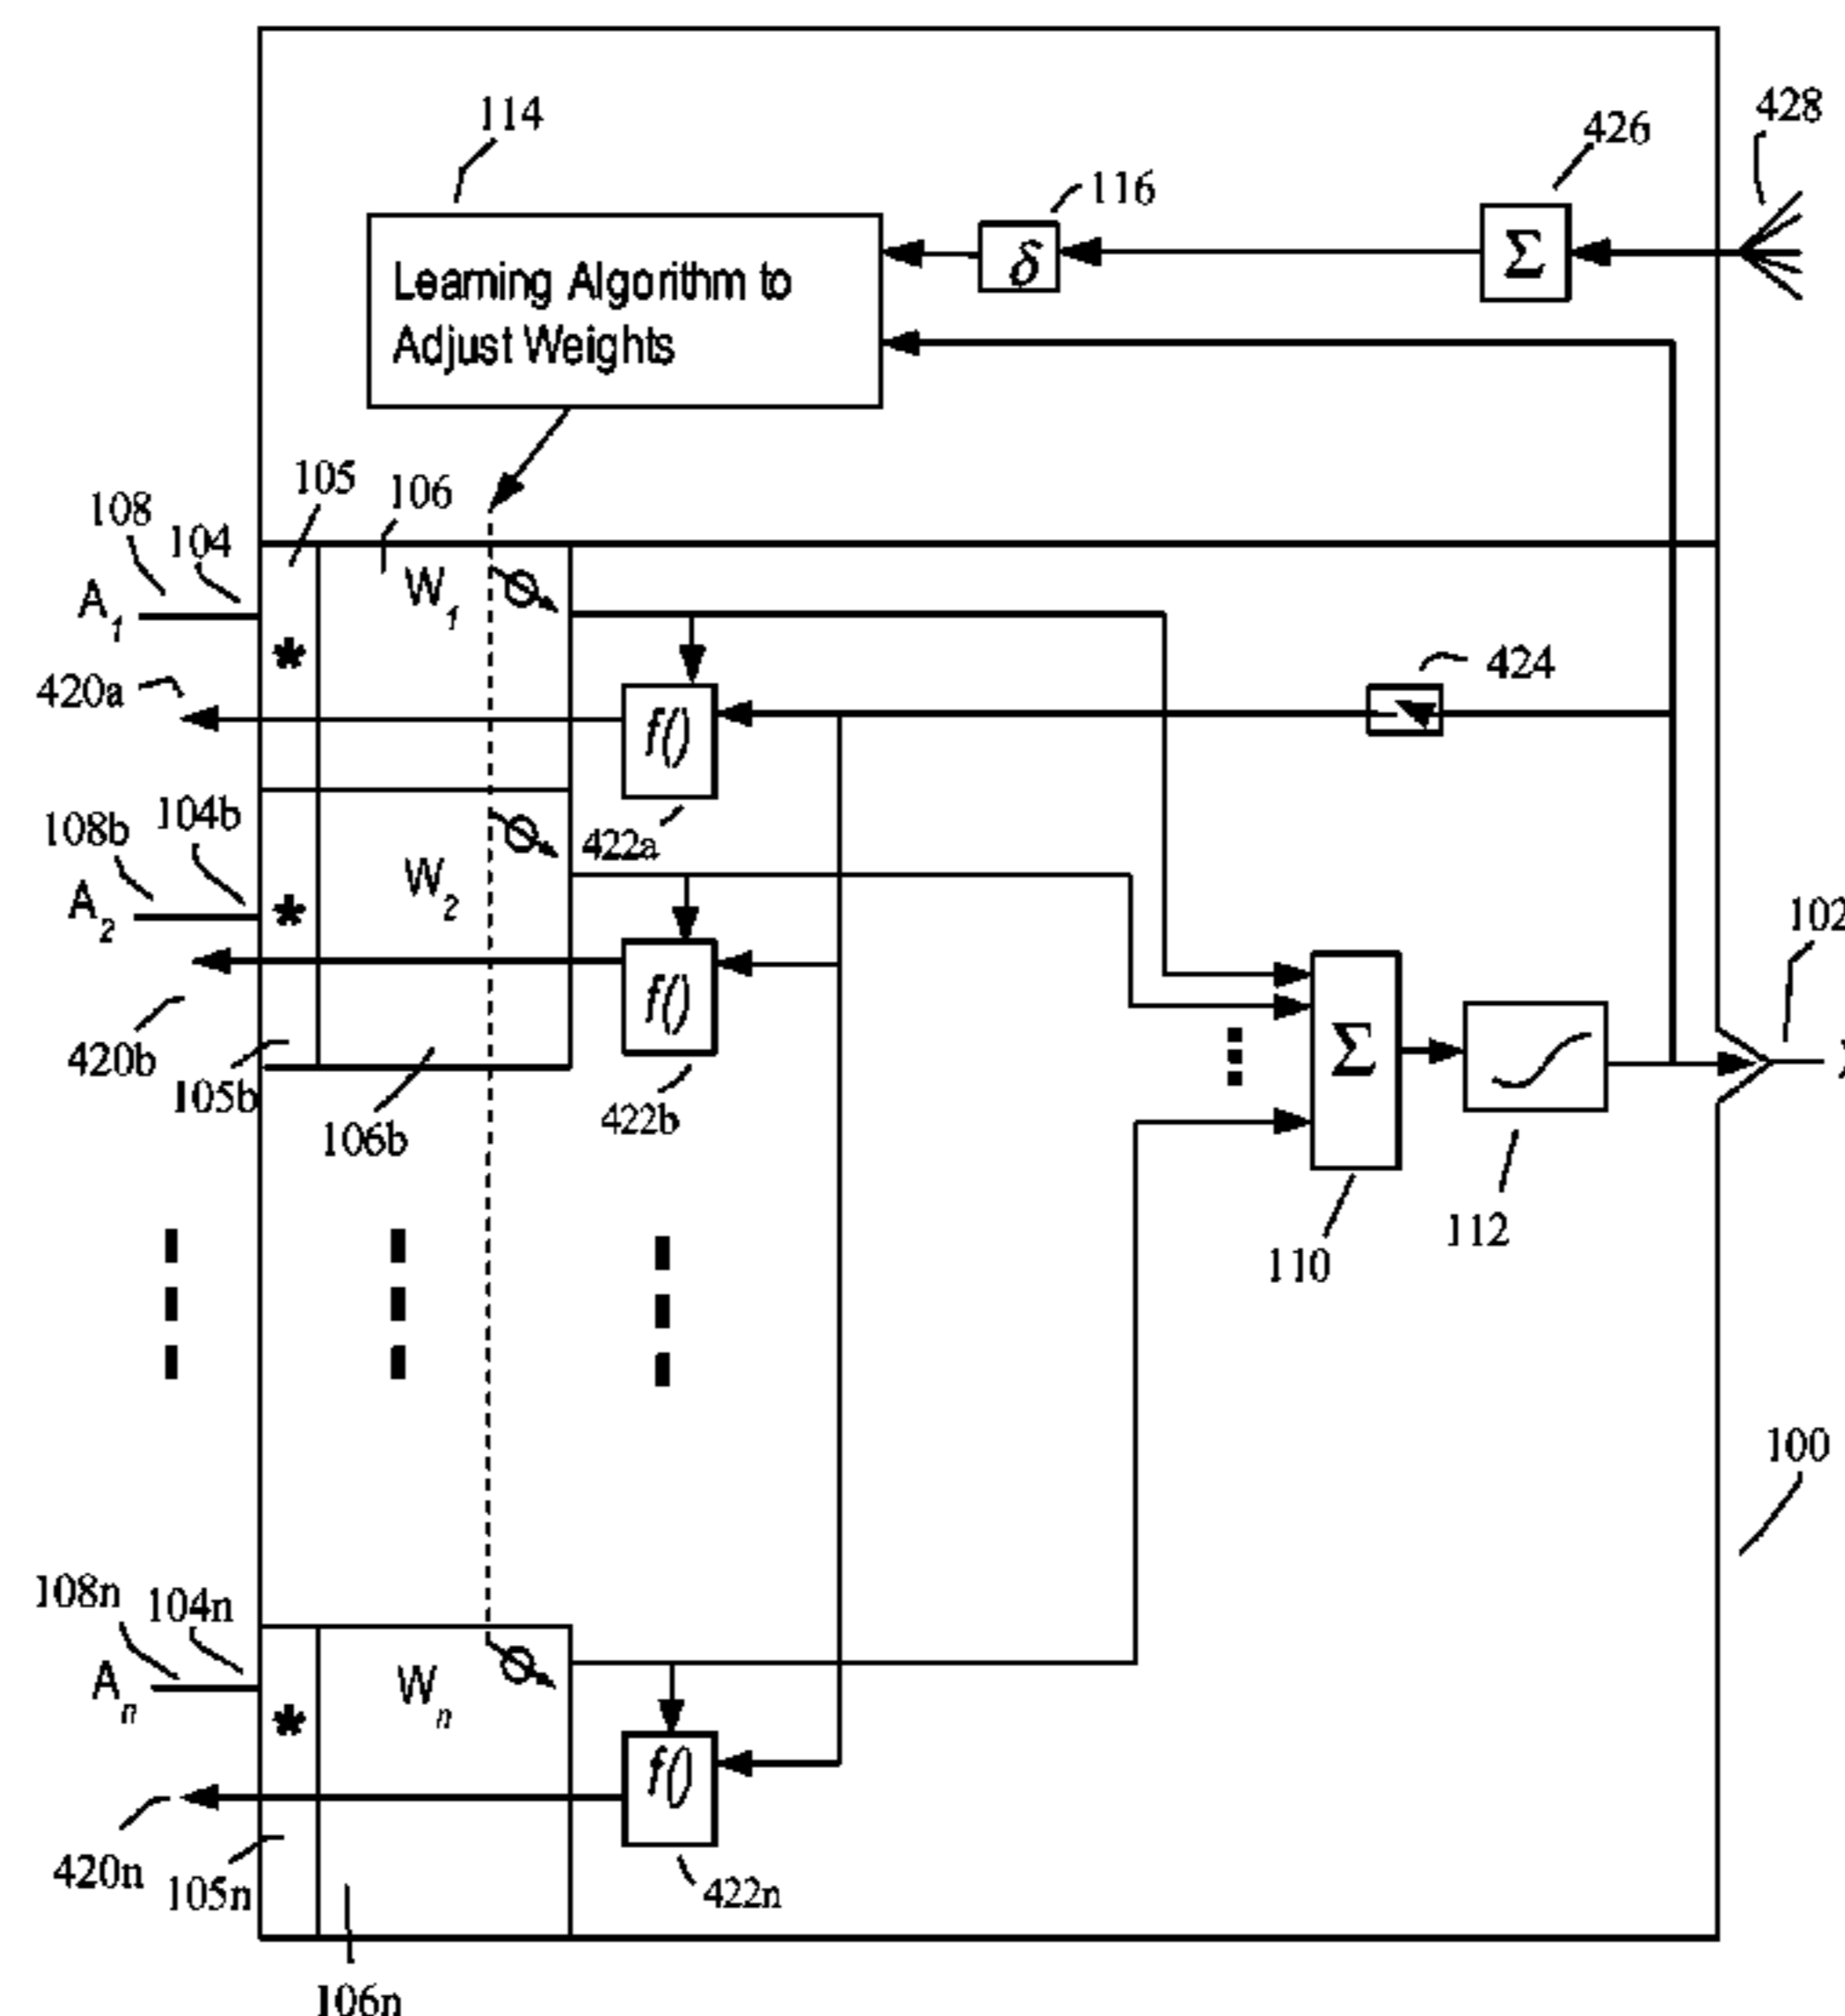 114
428
426
116
δ
Σ
Learning Algorithm to
Adjust Weights
105
106
108
104
A1
W1
*
424
420a
f()
422a
108b
104b
A2
W2
*
f()
102
420b
105b
106b
422b
Σ
110
112
100
108n
104n
An
Wn
*
f()
420n
105n
422n
106n